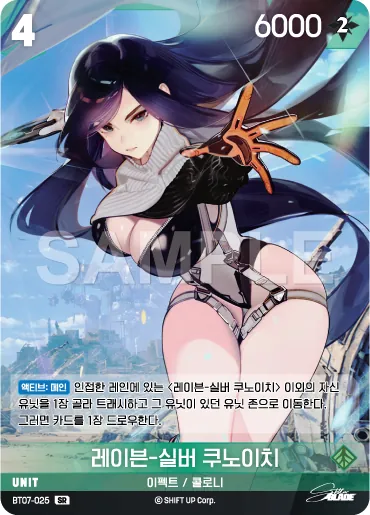 4
6000 2
SAMPLE
액티브: 메인 인접한 레인에 있는 <레이븐-실버 쿠노이치> 이외의 자신
유닛을 1장 골라 트래시하고 그 유닛이 있던 유닛 존으로 이동한다.
그러면 카드를 1장 드로우한다.
레이븐-실버 쿠노이치
UNIT 이펙트 / 콜로니
BT07-025 SR ⓒ SHIFT UP Corp. Stellar BLADE